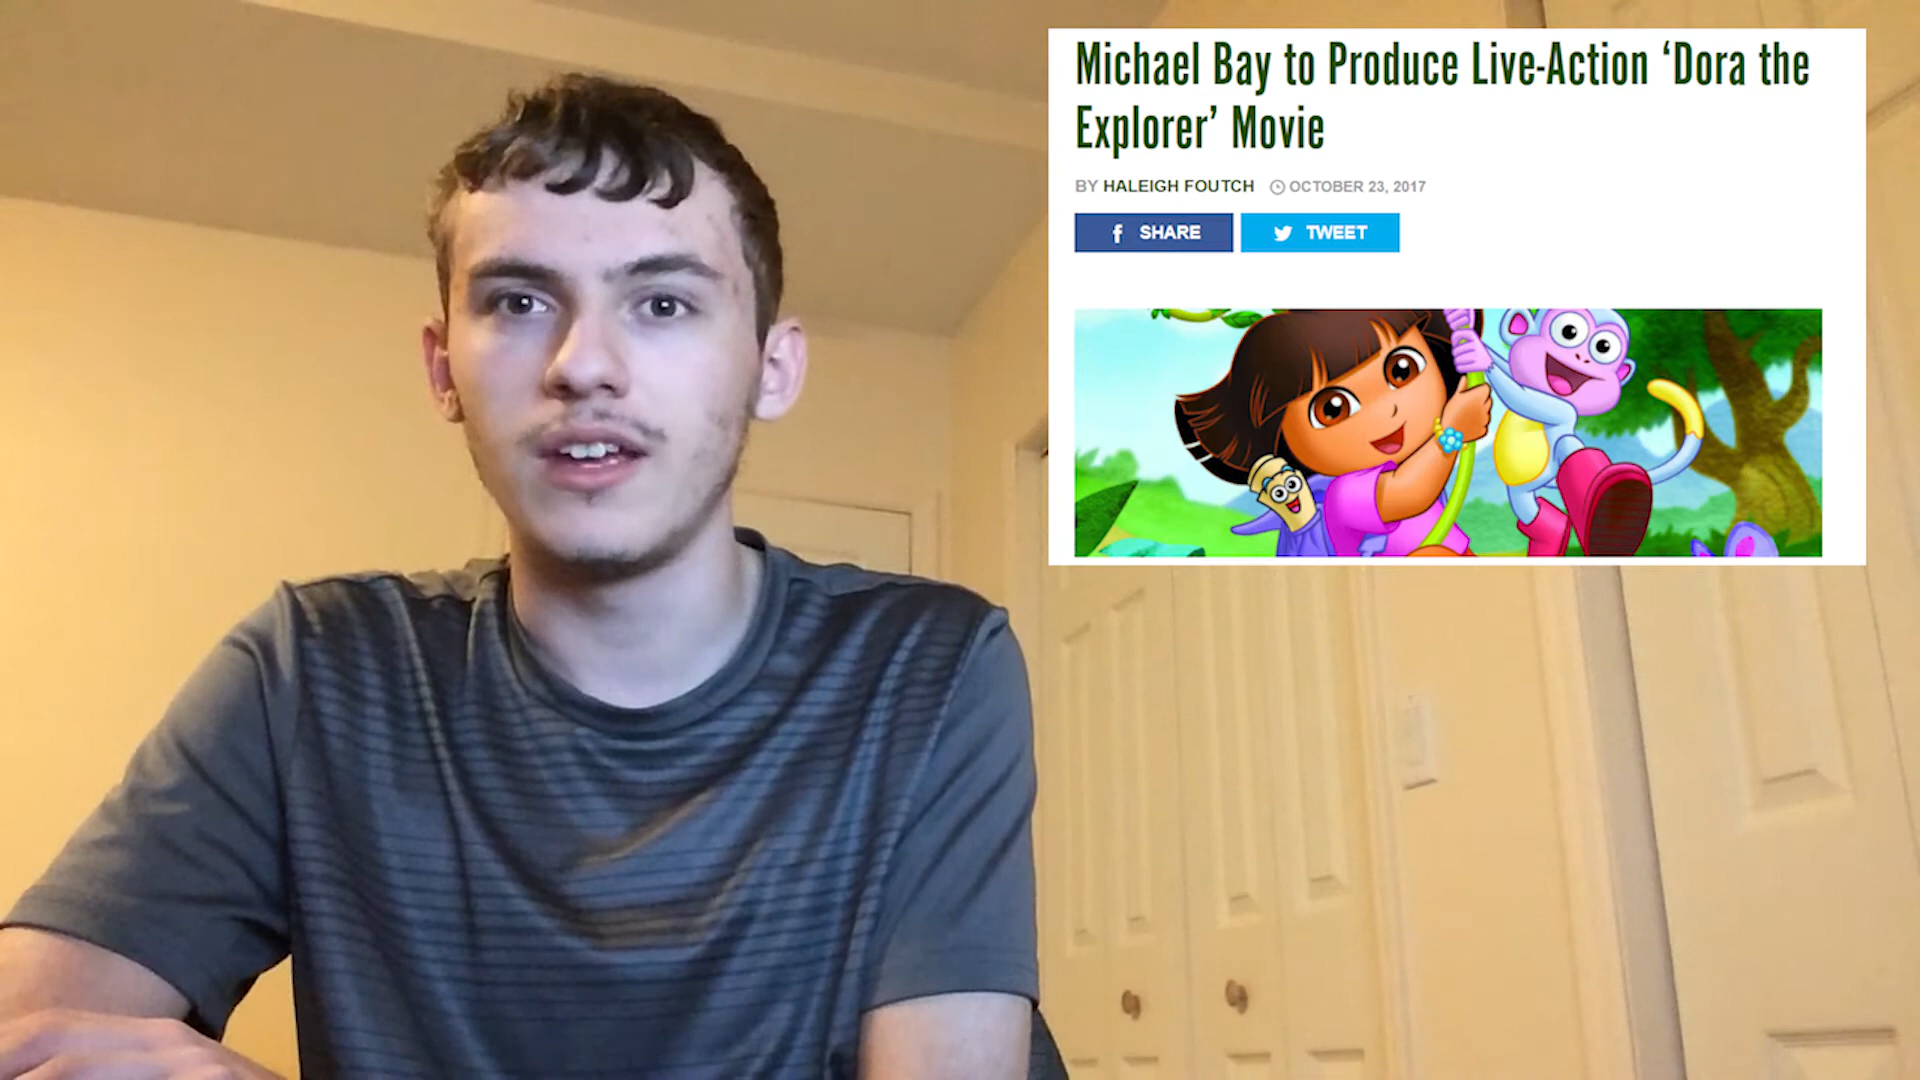 Michael Bay to Produce Live-Action ‘Dora the
Explorer’ Movie
BY HALEIGH FOUTCH OCTOBER 23, 2017
SHARE TWEET